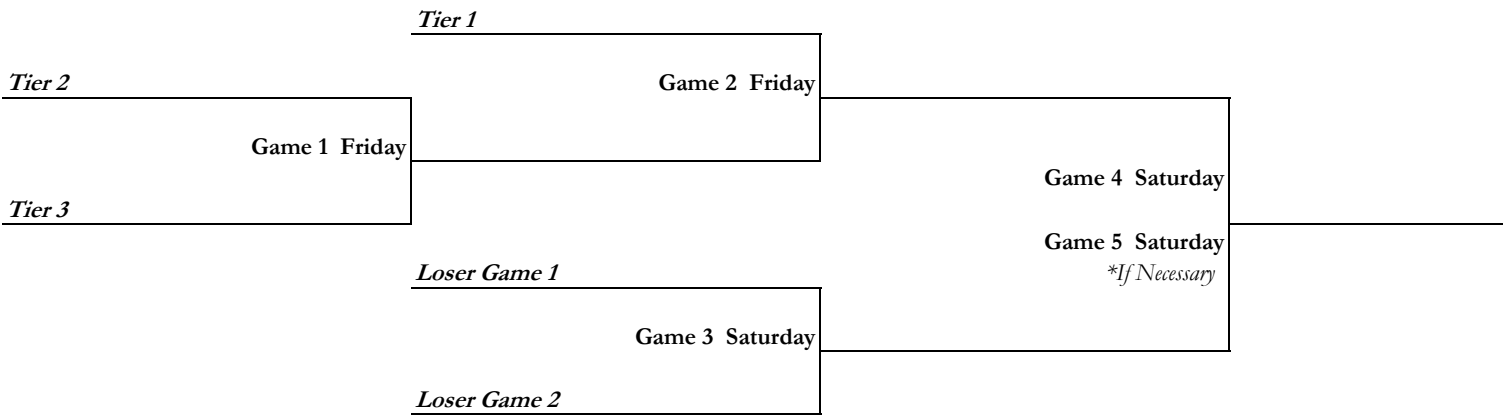 Tier 1
Tier 2
Game 2 Friday
Game 1 Friday
Game 4 Saturday
Tier 3
Game 5 Saturday
Loser Game 1
*If Necessary
Game 3 Saturday
Loser Game 2